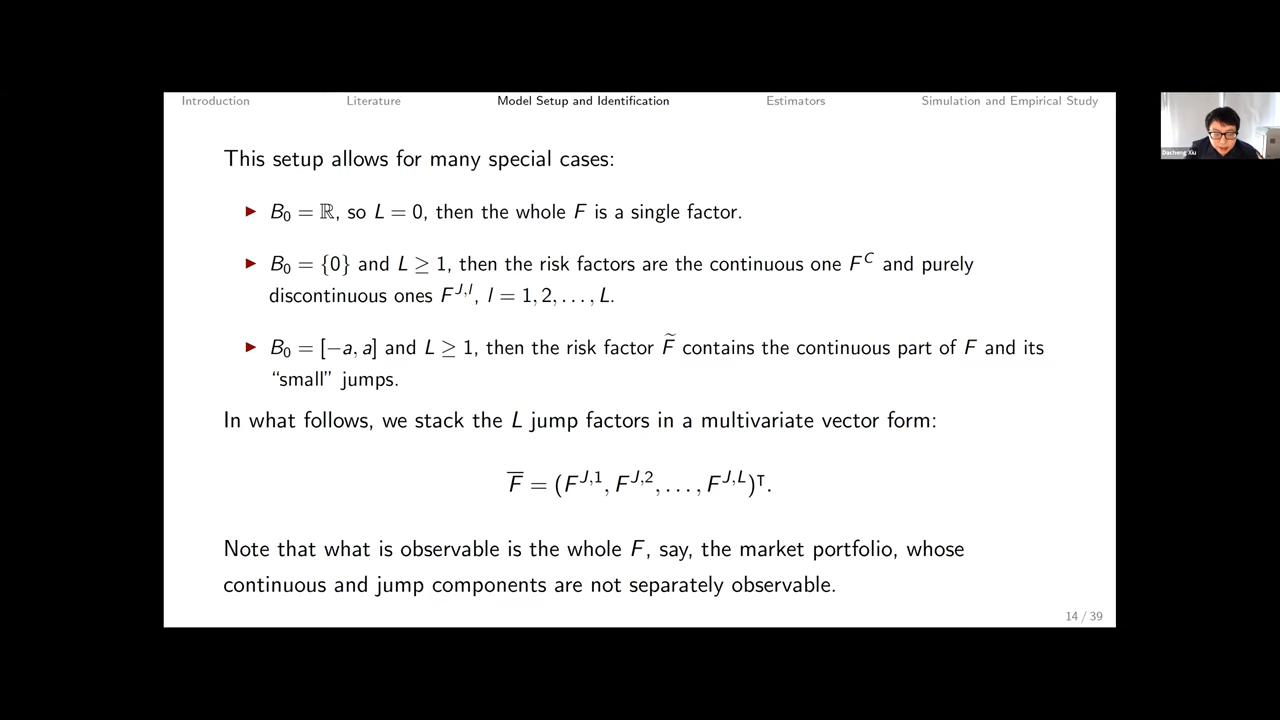 Introduction Literature Model Setup and Identification Estimators Simulation and Empirical Study
This setup allows for many special cases:
▶ B₀ = ℝ, so L = 0, then the whole F is a single factor.
▶ B₀ = {0} and L ≥ 1, then the risk factors are the continuous one F^C and purely
discontinuous ones F^{J,l}, l = 1, 2, . . . , L.
▶ B₀ = [−a, a] and L ≥ 1, then the risk factor F̃ contains the continuous part of F and its
“small” jumps.
In what follows, we stack the L jump factors in a multivariate vector form:
F̅ = (F^{J,1}, F^{J,2}, . . . , F^{J,L})^⊺.
Note that what is observable is the whole F, say, the market portfolio, whose
continuous and jump components are not separately observable.
14 / 39
Dacheng Xiu